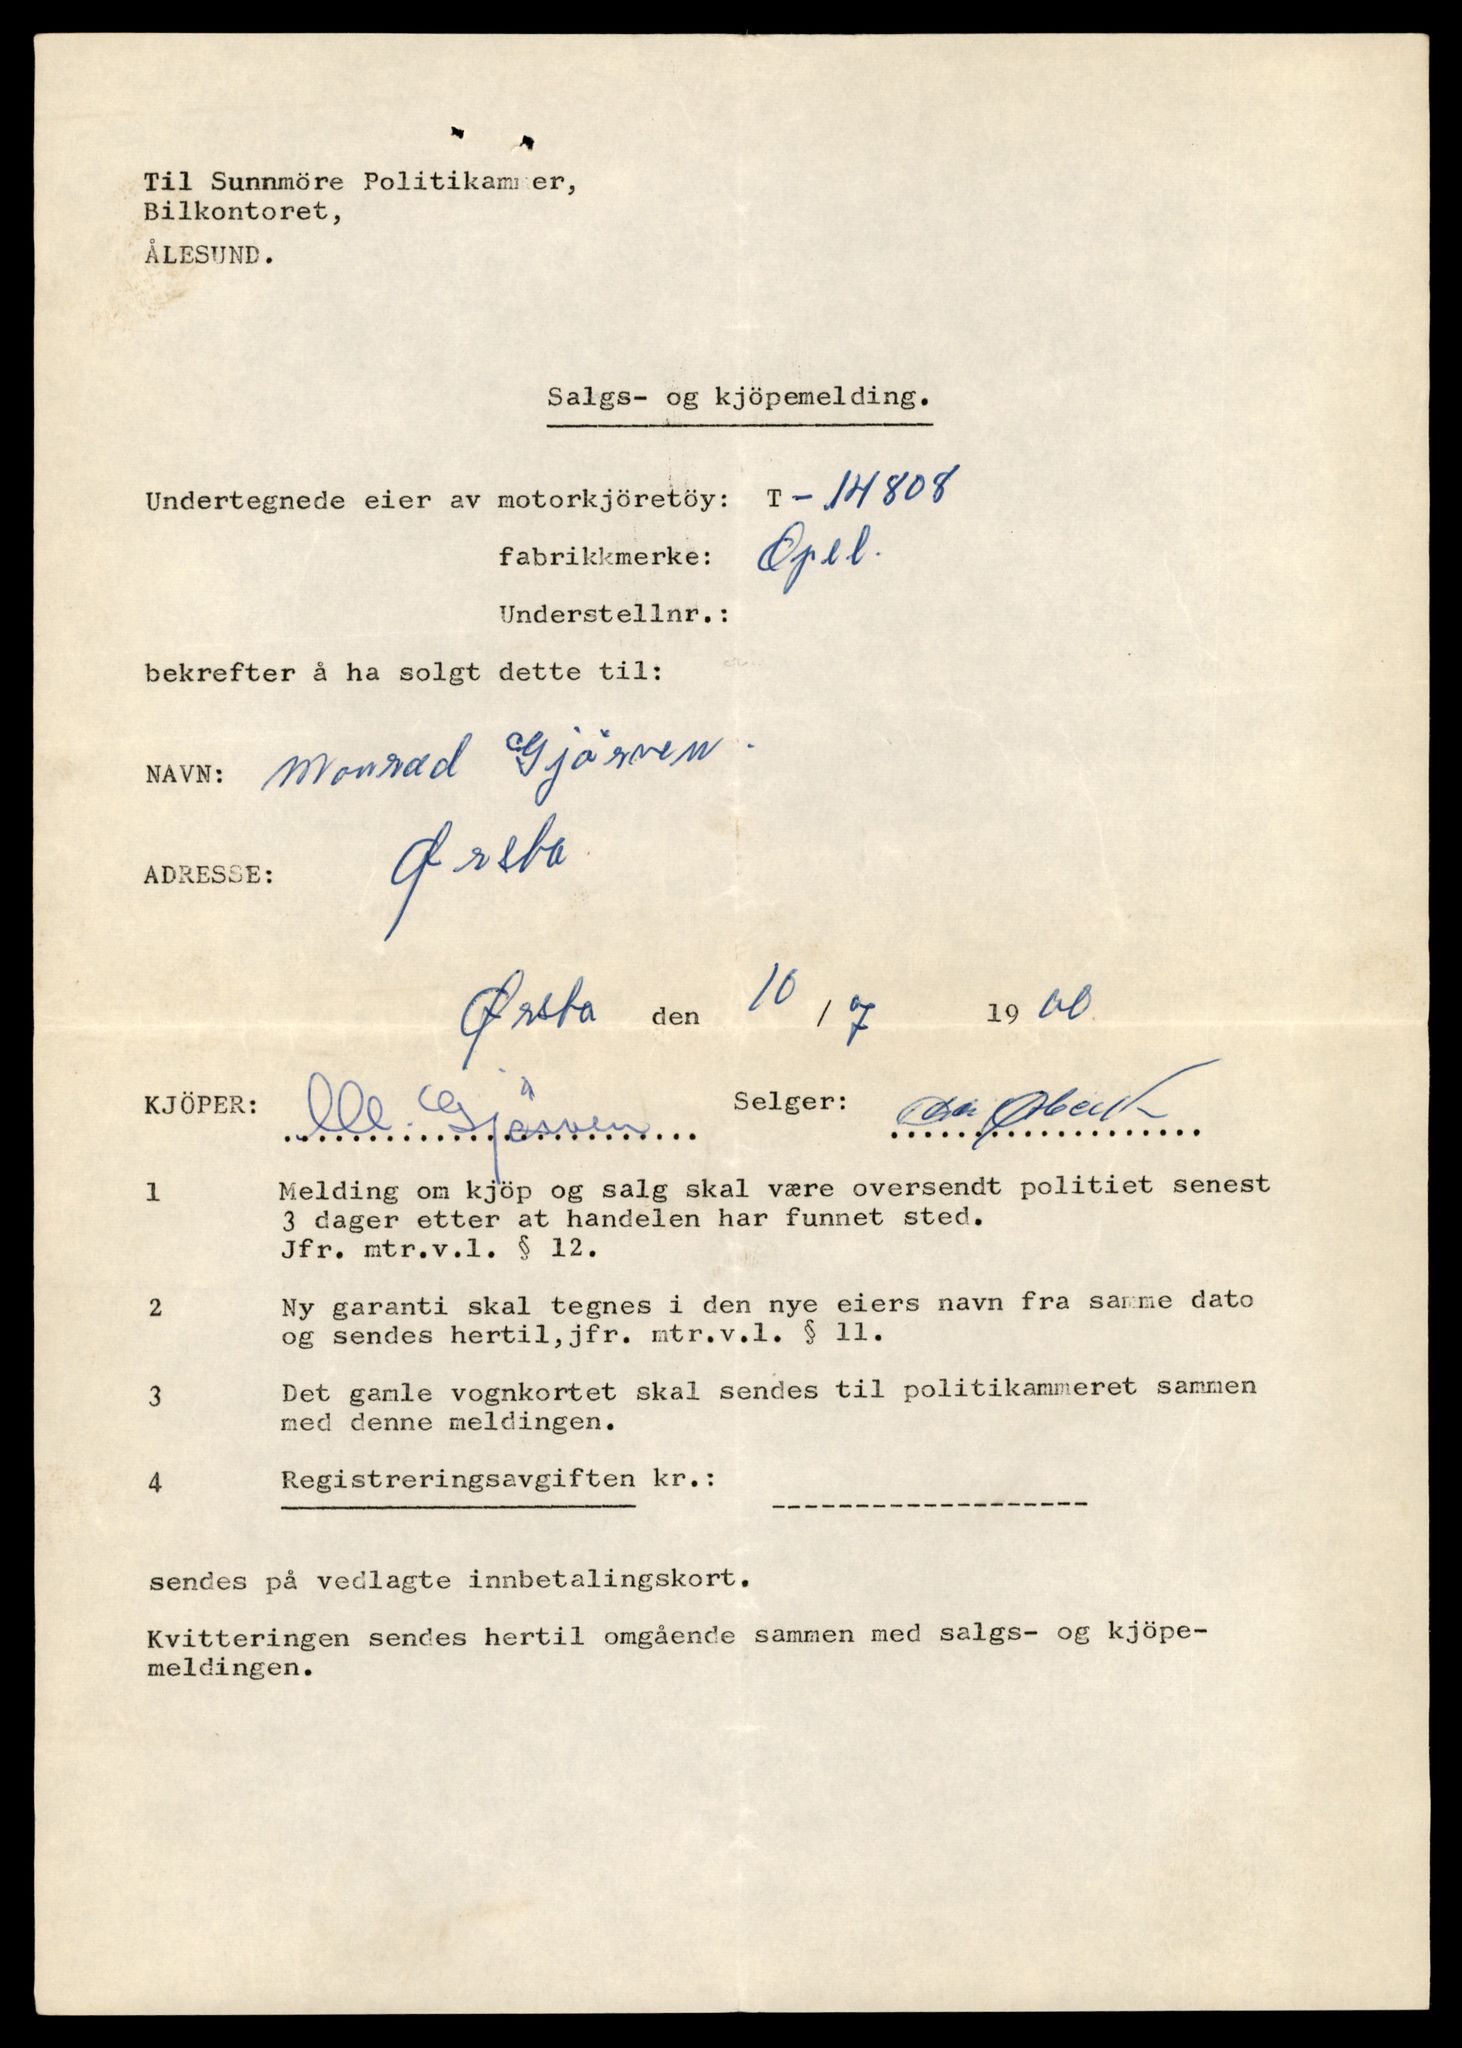 Til Sunnmöre Politikammer,
Bilkontoret,
ÅLESUND.
Salgs- og kjöpemelding.
Undertegnede eier av motorkjöretöy: T - 14808
fabrikkmerke: Opel.
Understellnr.:
bekrefter å ha solgt dette til:
NAVN: Monrad Gjörven.
ADRESSE: Ørsta
Ørsta den 10 / 7 1960
KJÖPER: M. Gjörven Selger:
1 Melding om kjöp og salg skal være oversendt politiet senest
3 dager etter at handelen har funnet sted.
Jfr. mtr.v.l. § 12.
2 Ny garanti skal tegnes i den nye eiers navn fra samme dato
og sendes hertil,jfr. mtr.v.l. § 11.
3 Det gamle vognkortet skal sendes til politikammeret sammen
med denne meldingen.
4 Registreringsavgiften kr.:
sendes på vedlagte innbetalingskort.
Kvitteringen sendes hertil omgående sammen med salgs- og kjöpe-
meldingen.